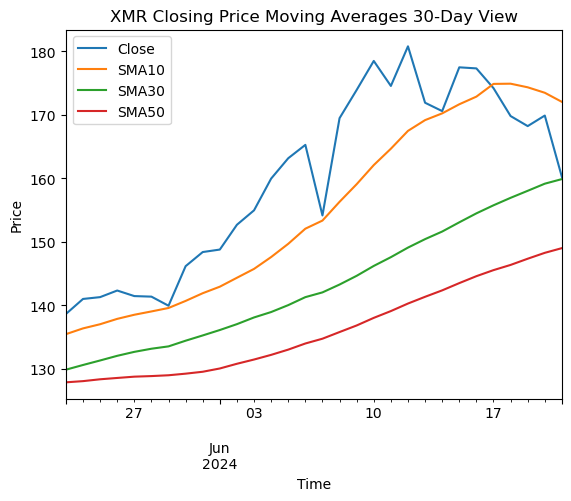 XMR Closing Price Moving Averages 30-Day View
Close
SMA10
SMA30
SMA50
Price
180
170
160
150
140
130
27
03
10
17
Jun
2024
Time